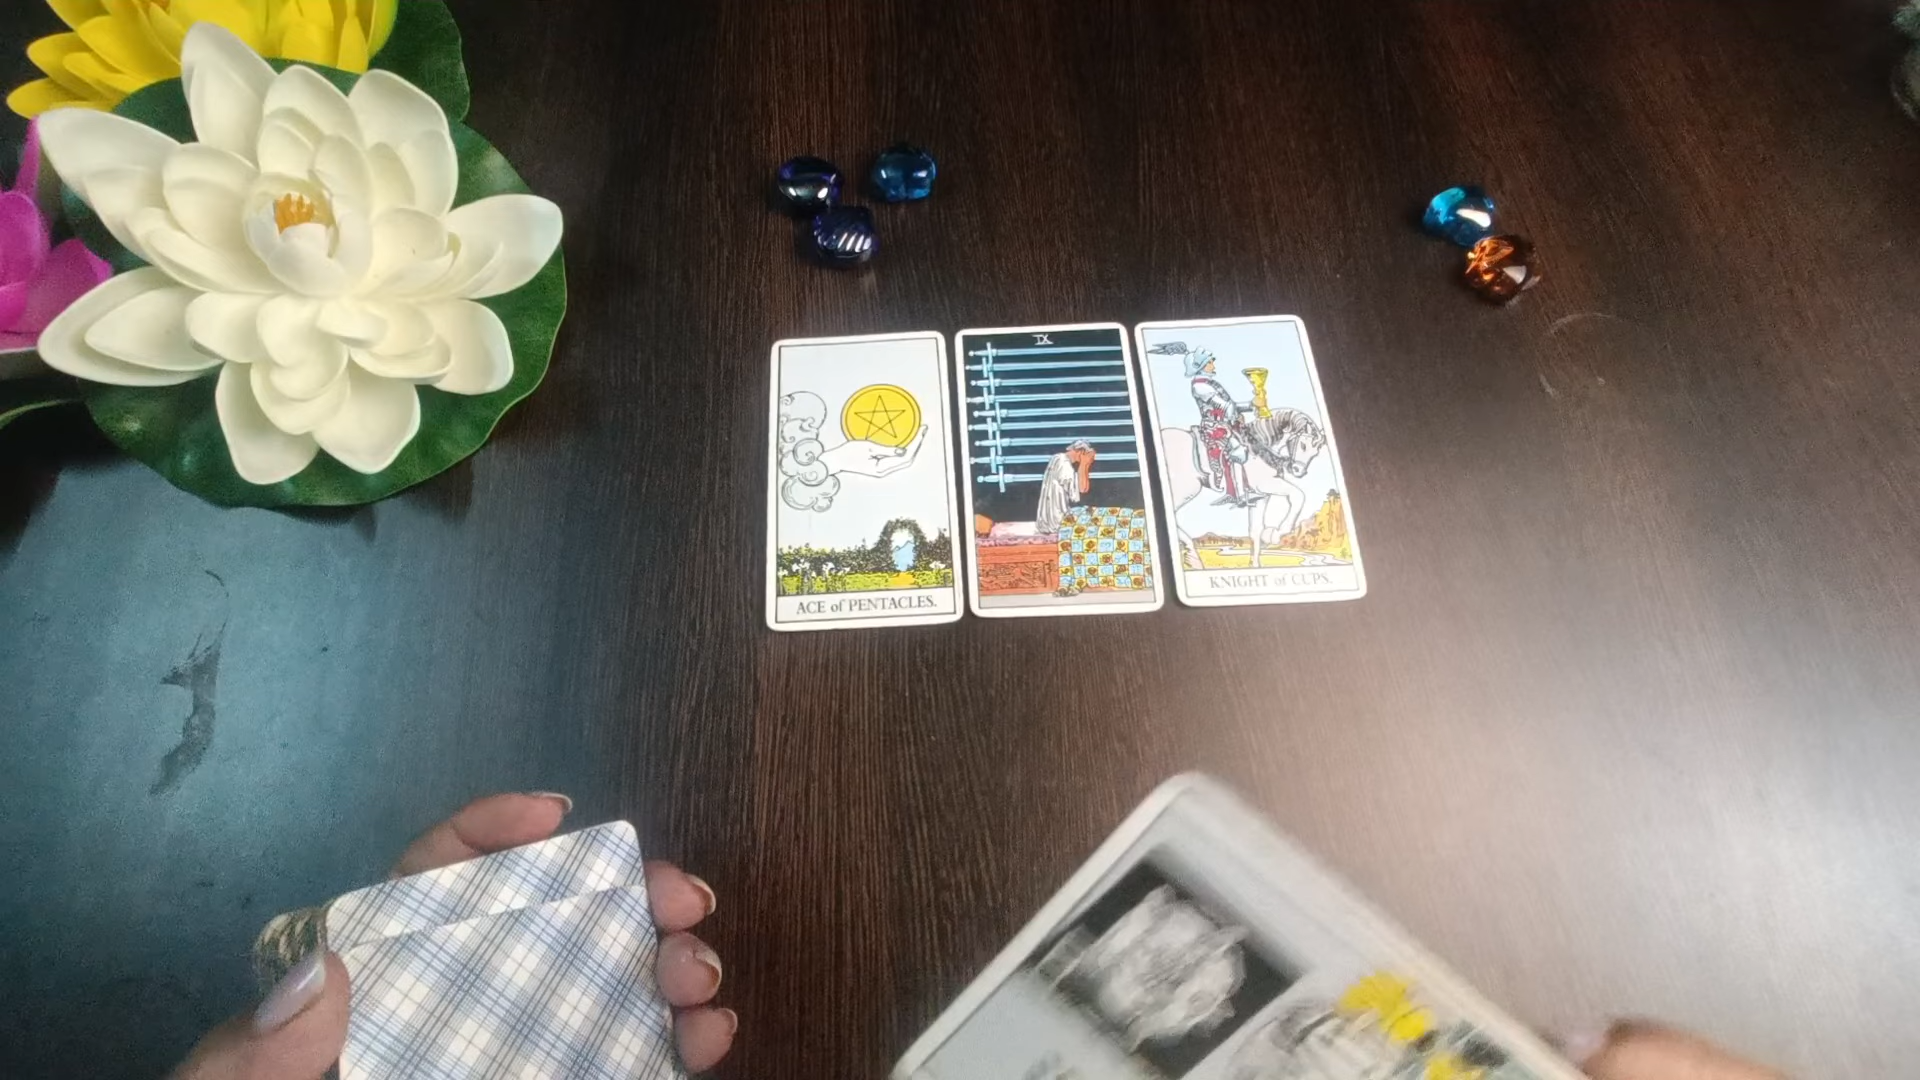 ACE of PENTACLES.
IX
KNIGHT of CUPS.